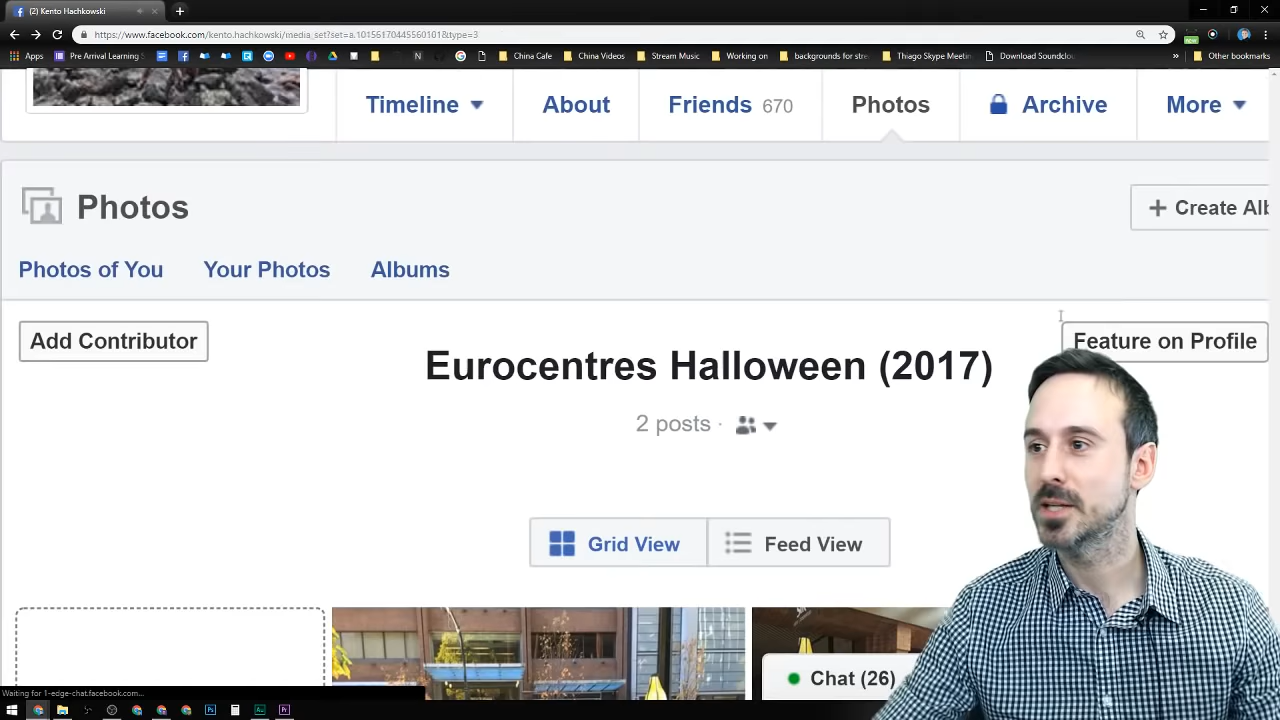 (2) Kento Hachkowski
https://www.facebook.com/kento.hachkowski/media_set?set=a.10156170445560101&type=3
Apps Pre Arrival Learning China Cafe China Videos Stream Music Working on backgrounds for st Thiago Skype Meetin Download Soundclou » Other bookmarks
Timeline About Friends 670 Photos Archive More
Photos
+ Create Alb
Photos of You Your Photos Albums
Add Contributor
Feature on Profile
Eurocentres Halloween (2017)
2 posts ·
Grid View Feed View
Chat (26)
Waiting for 1-edge-chat.facebook.com...